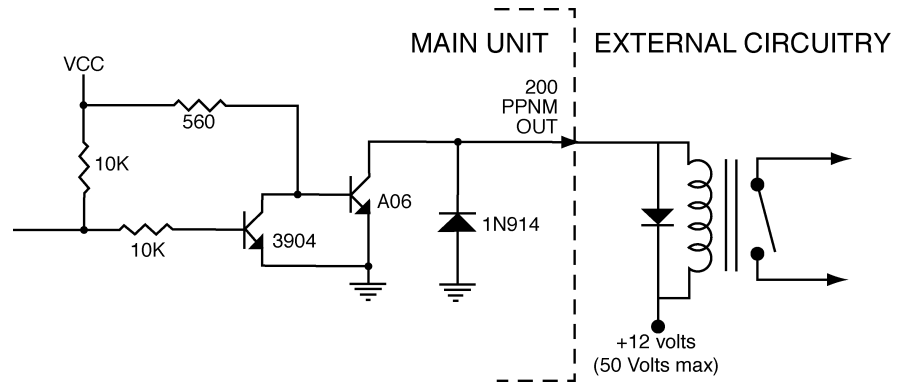 MAIN UNIT
EXTERNAL CIRCUITRY
VCC
200
PPNM
OUT
560
10K
A06
1N914
3904
10K
+12 volts
(50 Volts max)